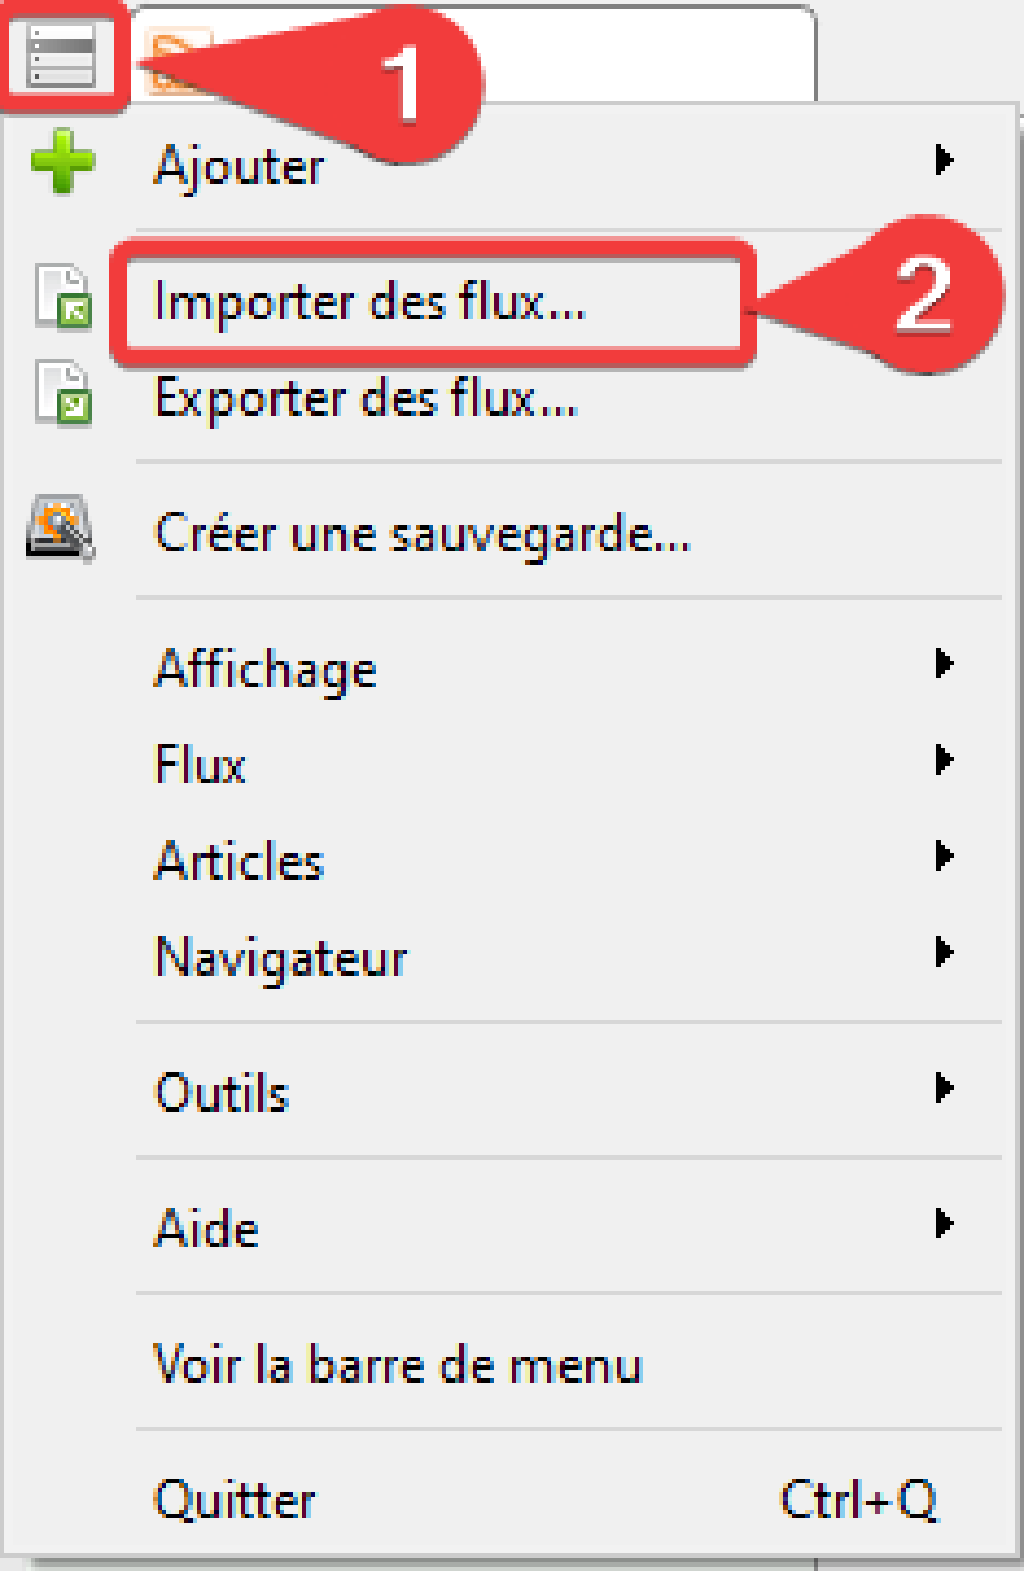 1
Ajouter
Importer des flux...
2
Exporter des flux...
Créer une sauvegarde...
Affichage
Flux
Articles
Navigateur
Outils
Aide
Voir la barre de menu
Quitter Ctrl+Q